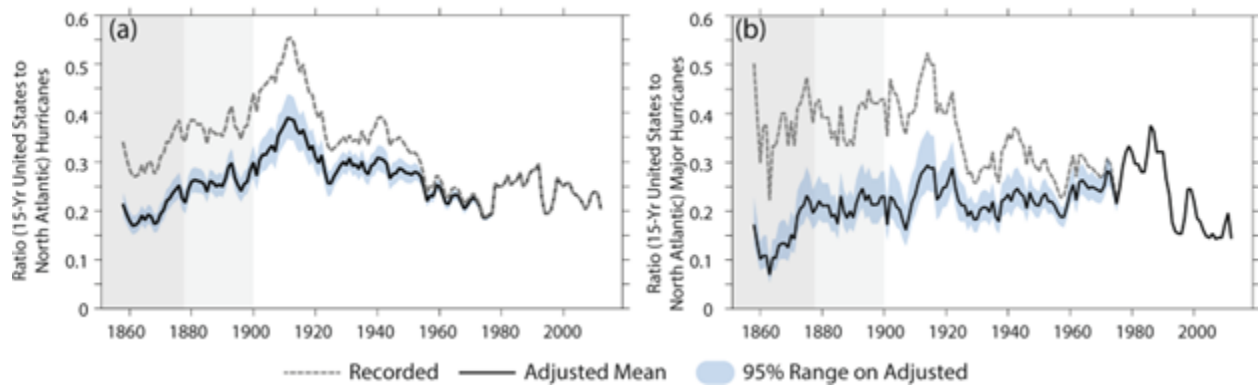 (a)
Ratio (15-Yr United States to
North Atlantic) Hurricanes
0.6
0.5
0.4
0.3
0.2
0.1
0
1860 1880 1900 1920 1940 1960 1980 2000
(b)
Ratio (15-Yr United States to
North Atlantic) Major Hurricanes
0.6
0.5
0.4
0.3
0.2
0.1
0
1860 1880 1900 1920 1940 1960 1980 2000
Recorded Adjusted Mean 95% Range on Adjusted